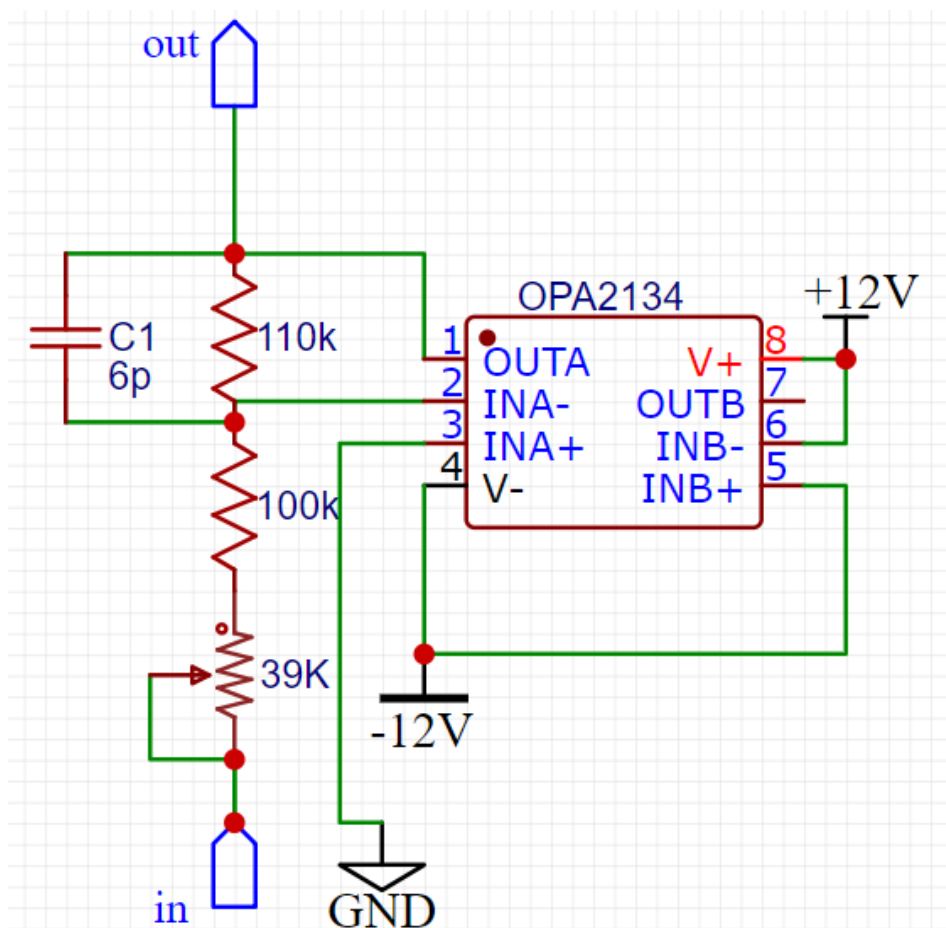 out
OPA2134
+12V
C1
6p
110k
1
OUTA
V+
8
2
INA-
OUTB
7
3
INA+
INB-
6
4
V-
INB+
5
100k
39K
-12V
in
GND